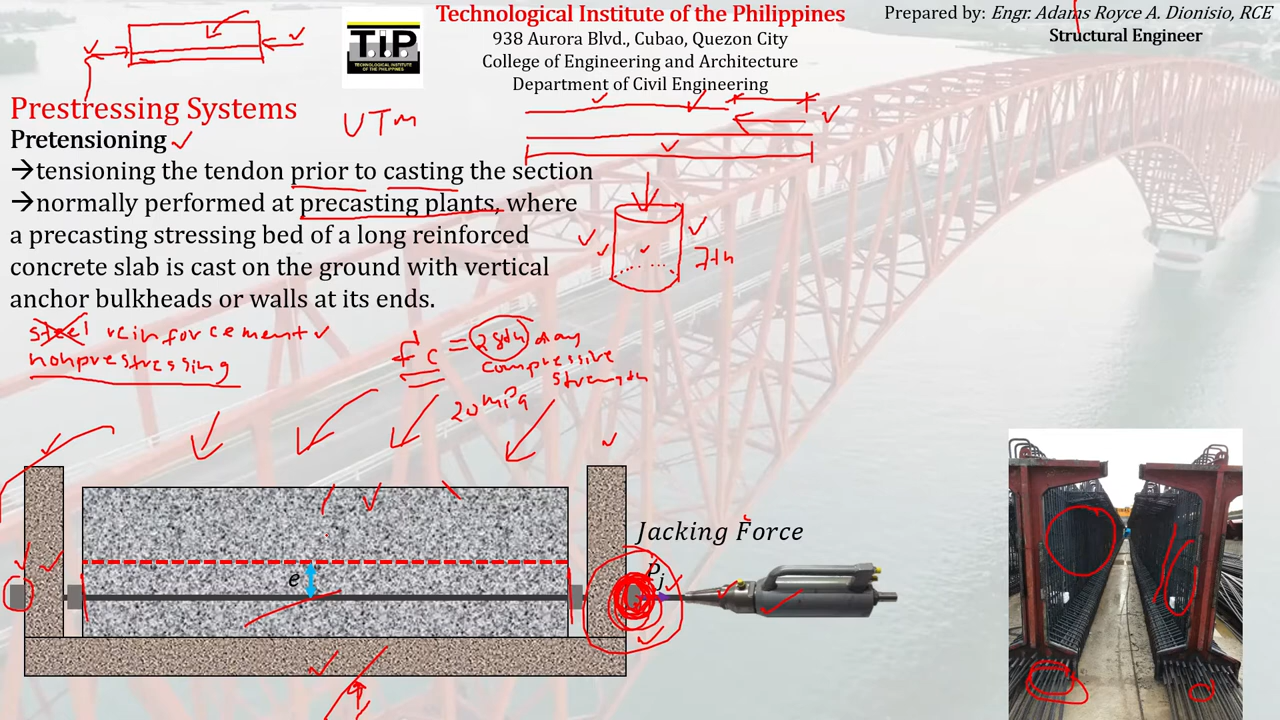 Technological Institute of the Philippines
938 Aurora Blvd., Cubao, Quezon City
College of Engineering and Architecture
Department of Civil Engineering
Prepared by: Engr. Adams Royce A. Dionisio, RCE
Structural Engineer
TIP
TECHNOLOGICAL INSTITUTE
OF THE PHILIPPINES
Prestressing Systems
UTM
Pretensioning
→tensioning the tendon prior to casting the section
→normally performed at precasting plants, where
a precasting stressing bed of a long reinforced
concrete slab is cast on the ground with vertical
anchor bulkheads or walls at its ends.
7th
steel reinforcement
nonprestressing
f'c = 28th day
compressive
strength
20 MPa
Jacking Force
Pj
e